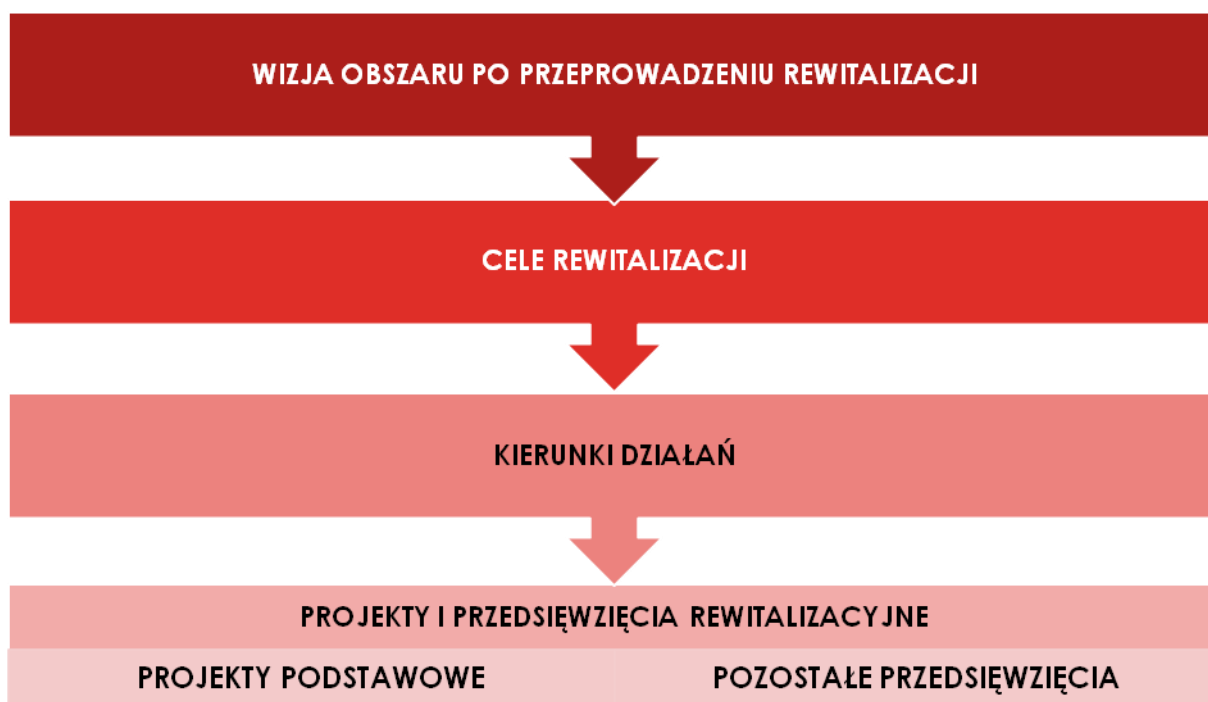 WIZJA OBSZARU PO PRZEPROWADZENIU REWITALIZACJI
CELE REWITALIZACJI
KIERUNKI DZIAŁAŃ
PROJEKTY I PRZEDSIĘWZIĘCIA REWITALIZACYJNE
PROJEKTY PODSTAWOWE
POZOSTAŁE PRZEDSIĘWZIĘCIA